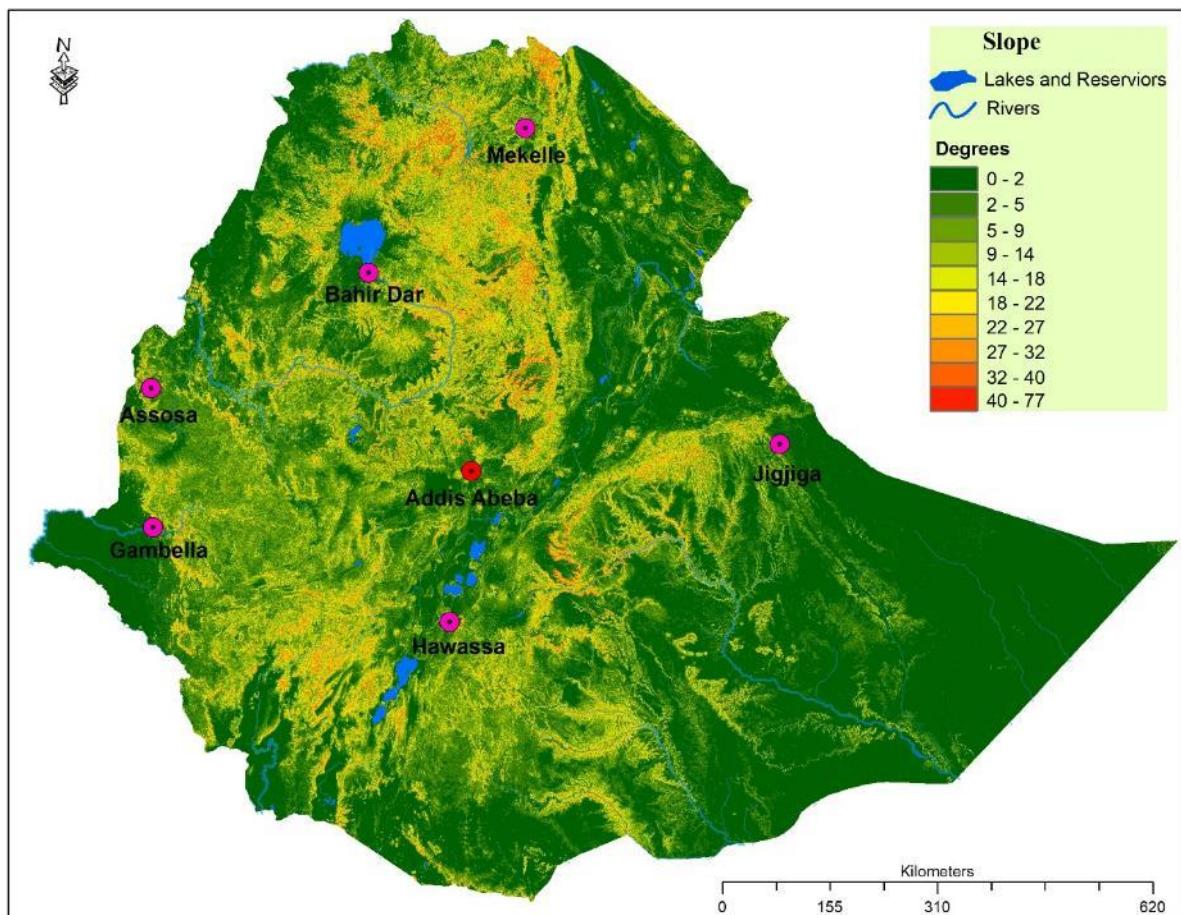 N
Slope
Lakes and Reserviors
Rivers
Degrees
0 - 2
2 - 5
5 - 9
9 - 14
14 - 18
18 - 22
22 - 27
27 - 32
32 - 40
40 - 77
Mekelle
Bahir Dar
Assosa
Jigjiga
Addis Abeba
Gambella
Hawassa
Kilometers
0 155 310 620